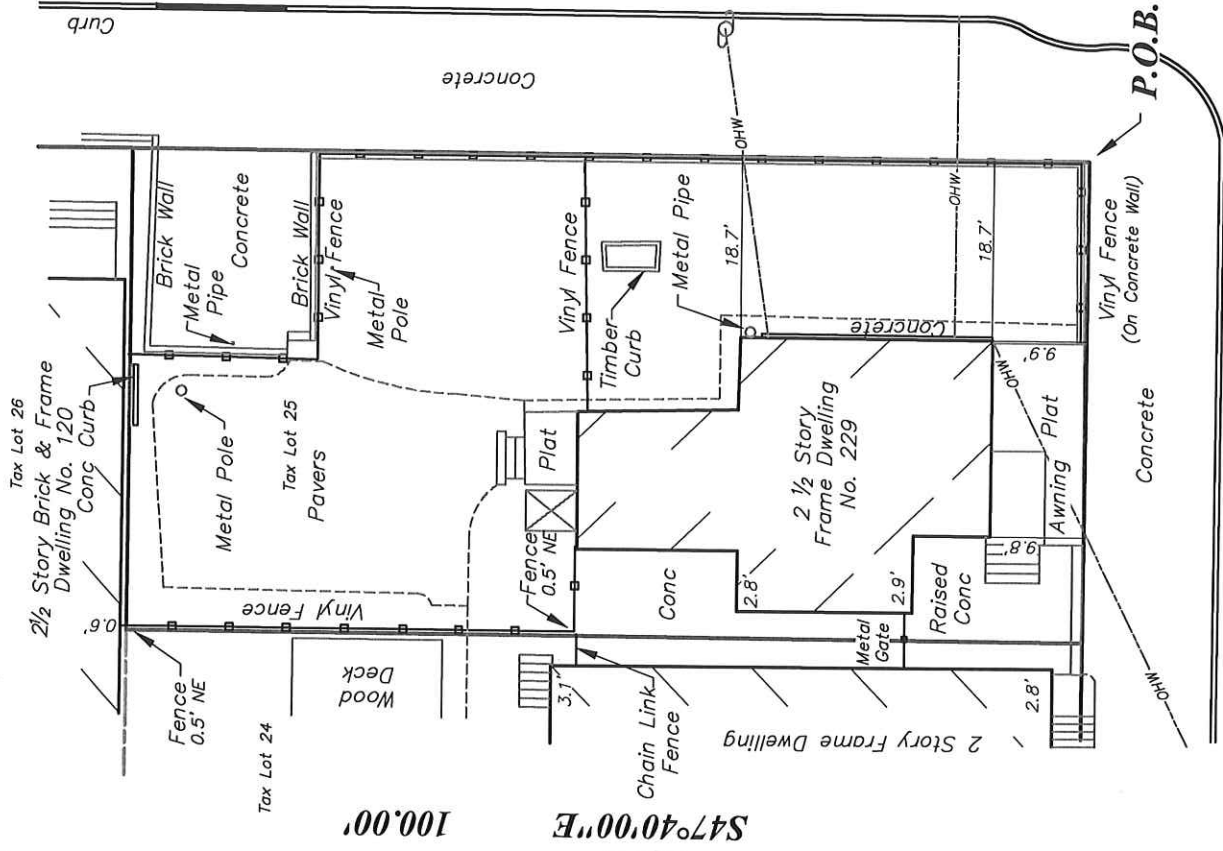 Curb
Concrete
P.O.B.
Tax Lot 26
2½ Story Brick & Frame
Dwelling No. 120
Conc Curb
Brick Wall
Metal
Pipe
Concrete
Brick Wall
Vinyl Fence
Metal
Pole
Metal Pole
Tax Lot 25
Pavers
Vinyl Fence
0.6'
Fence
0.5' NE
Tax Lot 24
Wood
Deck
Vinyl Fence
Timber
Curb
Metal Pipe
18.7'
OHW
OHW
18.7'
Plat
Fence
0.5' NE
Conc
2.8'
2 ½ Story
Frame Dwelling
No. 229
Concrete
2.9'
Raised
Conc
Metal
Gate
9.8'
9.9'
OHW
Awning
Plat
Vinyl Fence
(On Concrete Wall)
Concrete
3.1'
Chain Link
Fence
2 Story Frame Dwelling
2.8'
OHW
S47°40'00"E
100.00'